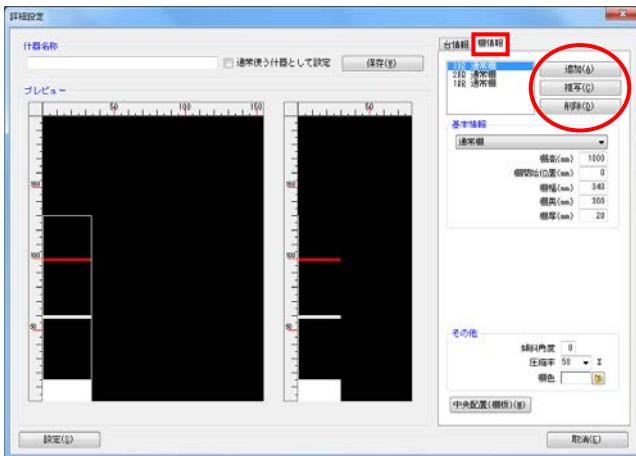 詳細設定
什器名称
通常使う什器として設定
保存(V)
プレビュー
50 100 150
50
150
100
50
150
100
50
台情報 棚情報
3段 通常棚
2段 通常棚
1段 通常棚
追加(A)
複写(C)
削除(D)
基本情報
通常棚
棚高(mm) 1000
棚開始位置(mm) 0
棚幅(mm) 340
棚奥(mm) 300
棚厚(mm) 20
その他
傾斜角度 0
圧縮率 50 %
棚色
中央配置(棚板)(M)
設定(S)
取消(E)